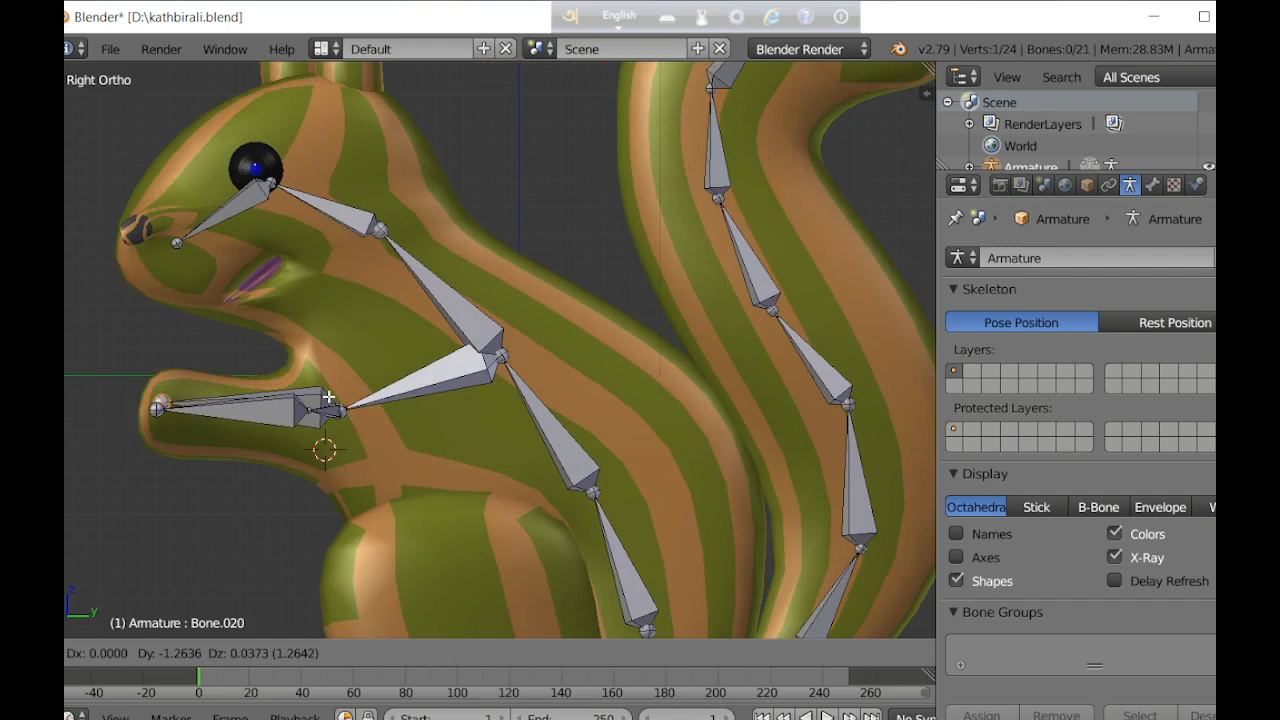 Blender* [D:\kathbirali.blend]
English
File Render Window Help Default Scene Blender Render v2.79 | Verts:1/24 | Bones:0/21 | Mem:28.83M | Armat
Right Ortho
View Search All Scenes
Scene
RenderLayers |
World
Armature
Armature Armature
Armature
Skeleton
Pose Position Rest Position
Layers:
Protected Layers:
Display
Octahedra Stick B-Bone Envelope W
Names Colors
Axes X-Ray
Shapes Delay Refresh
Bone Groups
z
y
(1) Armature : Bone.020
Dx: 0.0000 Dy: -1.2636 Dz: 0.0373 (1.2642)
-40 -20 0 20 40 60 80 100 120 140 160 180 200 220 240 260
View Marker Frame Playback Start: 1 End: 250 1 No Syn
Assign Remove Select Dese